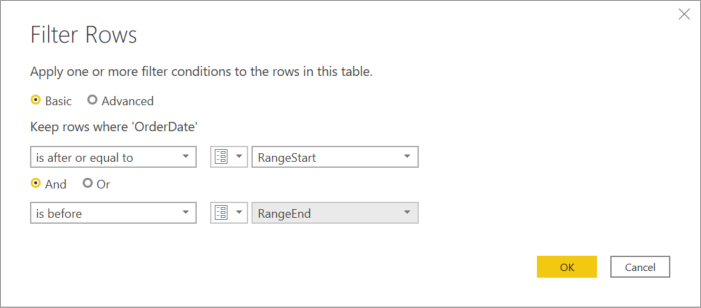 Filter Rows
Apply one or more filter conditions to the rows in this table.
Basic Advanced
Keep rows where 'OrderDate'
is after or equal to RangeStart
And Or
is before RangeEnd
OK Cancel